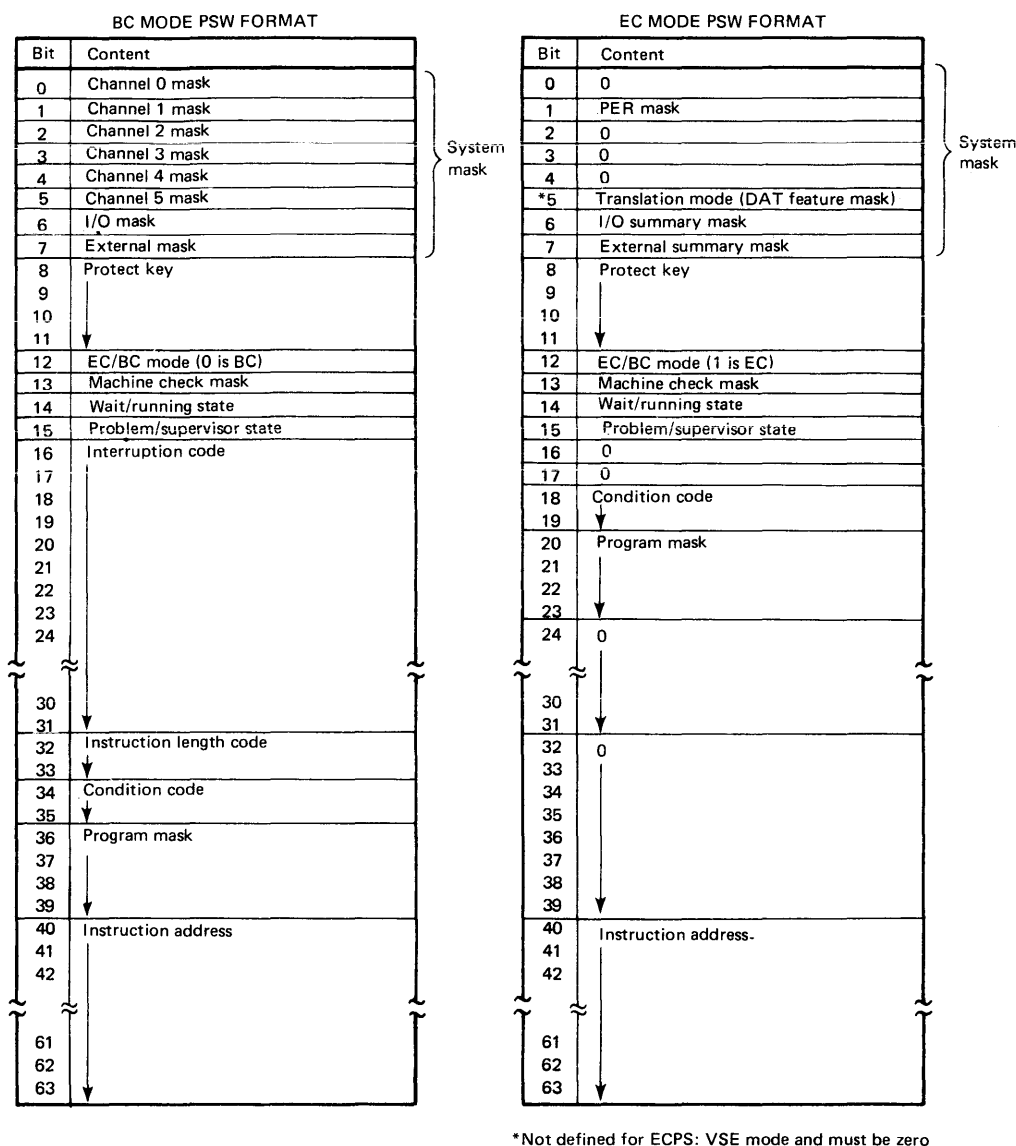 BC MODE PSW FORMAT
Bit Content
0 Channel 0 mask
1 Channel 1 mask
2 Channel 2 mask
3 Channel 3 mask
4 Channel 4 mask
5 Channel 5 mask
6 I/O mask
7 External mask
System mask
8 Protect key
9
10
11
12 EC/BC mode (0 is BC)
13 Machine check mask
14 Wait/running state
15 Problem/supervisor state
16 Interruption code
17
18
19
20
21
22
23
24
30
31
32 Instruction length code
33
34 Condition code
35
36 Program mask
37
38
39
40 Instruction address
41
42
61
62
63
EC MODE PSW FORMAT
Bit Content
0 0
1 PER mask
2 0
3 0
4 0
*5 Translation mode (DAT feature mask)
6 I/O summary mask
7 External summary mask
System mask
8 Protect key
9
10
11
12 EC/BC mode (1 is EC)
13 Machine check mask
14 Wait/running state
15 Problem/supervisor state
16 0
17 0
18 Condition code
19
20 Program mask
21
22
23
24 0
30
31
32 0
33
34
35
36
37
38
39
40 Instruction address
41
42
61
62
63
*Not defined for ECPS: VSE mode and must be zero